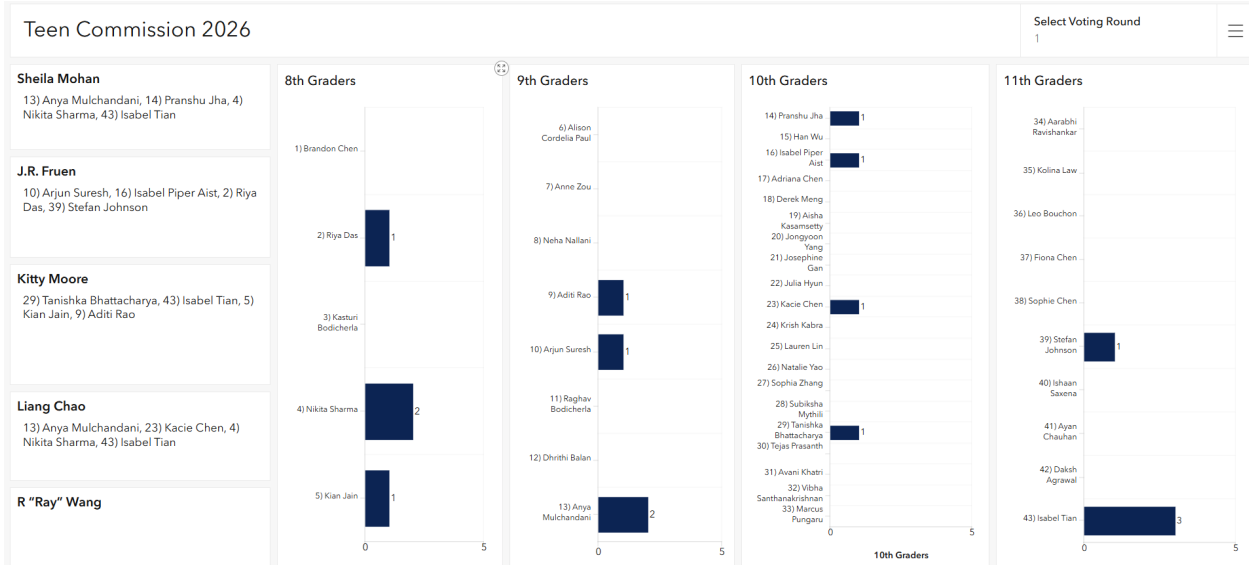 Teen Commission 2026
Select Voting Round
1
Sheila Mohan
13) Anya Mulchandani, 14) Pranshu Jha, 4)
Nikita Sharma, 43) Isabel Tian
J.R. Fruen
10) Arjun Suresh, 16) Isabel Piper Aist, 2) Riya
Das, 39) Stefan Johnson
Kitty Moore
29) Tanishka Bhattacharya, 43) Isabel Tian, 5)
Kian Jain, 9) Aditi Rao
Liang Chao
13) Anya Mulchandani, 23) Kacie Chen, 4)
Nikita Sharma, 43) Isabel Tian
R "Ray" Wang
8th Graders
1) Brandon Chen
2) Riya Das
1
3) Kasturi
Bodicherla
4) Nikita Sharma
2
5) Kian Jain
1
0
5
9th Graders
6) Alison
Cordelia Paul
7) Anne Zou
8) Neha Nallani
9) Aditi Rao
1
10) Arjun Suresh
1
11) Raghav
Bodicherla
12) Dhrithi Balan
13) Anya
Mulchandani
2
0
5
10th Graders
14) Pranshu Jha
1
15) Han Wu
16) Isabel Piper
Aist
1
17) Adriana Chen
18) Derek Meng
19) Aisha
Kasamsetty
20) Jongyoon
Yang
21) Josephine
Gan
22) Julia Hyun
23) Kacie Chen
1
24) Krish Kabra
25) Lauren Lin
26) Natalie Yao
27) Sophia Zhang
28) Subiksha
Mythili
29) Tanishka
Bhattacharya
1
30) Tejas Prasanth
31) Avani Khatri
32) Vibha
Santhanakrishnan
33) Marcus
Pungaru
0
5
10th Graders
11th Graders
34) Aarabhi
Ravishankar
35) Kolina Law
36) Leo Bouchon
37) Fiona Chen
38) Sophie Chen
39) Stefan
Johnson
1
40) Ishaan
Saxena
41) Ayan
Chauhan
42) Daksh
Agrawal
43) Isabel Tian
3
0
5